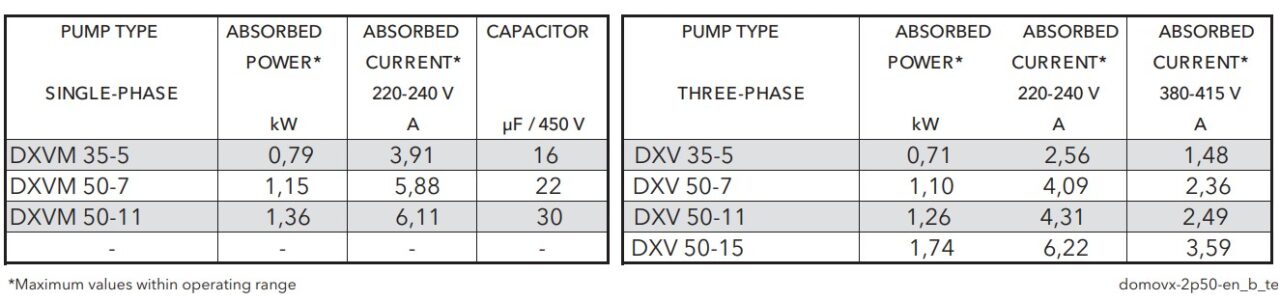 PUMP TYPE ABSORBED ABSORBED CAPACITOR
POWER* CURRENT*
SINGLE-PHASE 220-240 V
kW A µF / 450 V
DXVM 35-5 0,79 3,91 16
DXVM 50-7 1,15 5,88 22
DXVM 50-11 1,36 6,11 30
- - - -
PUMP TYPE ABSORBED ABSORBED ABSORBED
POWER* CURRENT* CURRENT*
THREE-PHASE 220-240 V 380-415 V
kW A A
DXV 35-5 0,71 2,56 1,48
DXV 50-7 1,10 4,09 2,36
DXV 50-11 1,26 4,31 2,49
DXV 50-15 1,74 6,22 3,59
*Maximum values within operating range
domovx-2p50-en_b_te